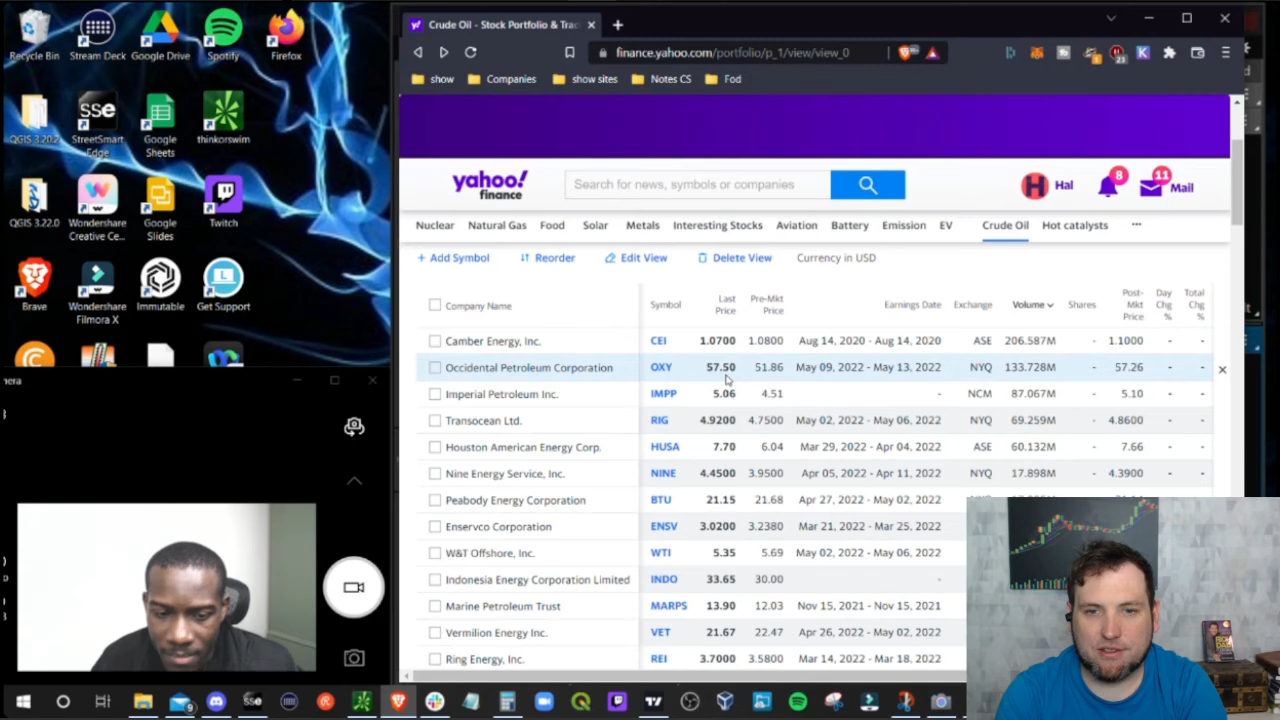 Recycle Bin
Stream Deck
Google Drive
Spotify
Firefox
QGIS 3.20.2
sse
StreetSmart Edge
Google Sheets
thinkorswim
QGIS 3.22.0
Wondershare Creative Ce...
Google Slides
Twitch
Brave
Wondershare Filmora X
Immutable
Get Support
Crude Oil - Stock Portfolio & Trac
finance.yahoo.com/portfolio/p_1/view/view_0
show Companies show sites Notes CS Fod
yahoo! finance
Search for news, symbols or companies
H Hal 8 11 Mail
Nuclear Natural Gas Food Solar Metals Interesting Stocks Aviation Battery Emission EV Crude Oil Hot catalysts ...
+ Add Symbol Reorder Edit View Delete View Currency in USD
Company Name Symbol Last Price Pre-Mkt Price Earnings Date Exchange Volume Shares Post-Mkt Price Day Chg % Total Chg %
Camber Energy, Inc. CEI 1.0700 1.0800 Aug 14, 2020 - Aug 14, 2020 ASE 206.587M - 1.1000 - -
Occidental Petroleum Corporation OXY 57.50 51.86 May 09, 2022 - May 13, 2022 NYQ 133.728M - 57.26 - -
Imperial Petroleum Inc. IMPP 5.06 4.51 - NCM 87.067M - 5.10 - -
Transocean Ltd. RIG 4.9200 4.7500 May 02, 2022 - May 06, 2022 NYQ 69.259M - 4.8600 - -
Houston American Energy Corp. HUSA 7.70 6.04 Mar 29, 2022 - Apr 04, 2022 ASE 60.132M - 7.66 - -
Nine Energy Service, Inc. NINE 4.4500 3.9500 Apr 05, 2022 - Apr 11, 2022 NYQ 17.898M - 4.3900 - -
Peabody Energy Corporation BTU 21.15 21.68 Apr 27, 2022 - May 02, 2022
Enservco Corporation ENSV 3.0200 3.2380 Mar 21, 2022 - Mar 25, 2022
W&T Offshore, Inc. WTI 5.35 5.69 May 02, 2022 - May 06, 2022
Indonesia Energy Corporation Limited INDO 33.65 30.00 -
Marine Petroleum Trust MARPS 13.90 12.03 Nov 15, 2021 - Nov 15, 2021
Vermilion Energy Inc. VET 21.67 22.47 Apr 26, 2022 - May 02, 2022
Ring Energy, Inc. REI 3.7000 3.5800 Mar 14, 2022 - Mar 18, 2022
mera